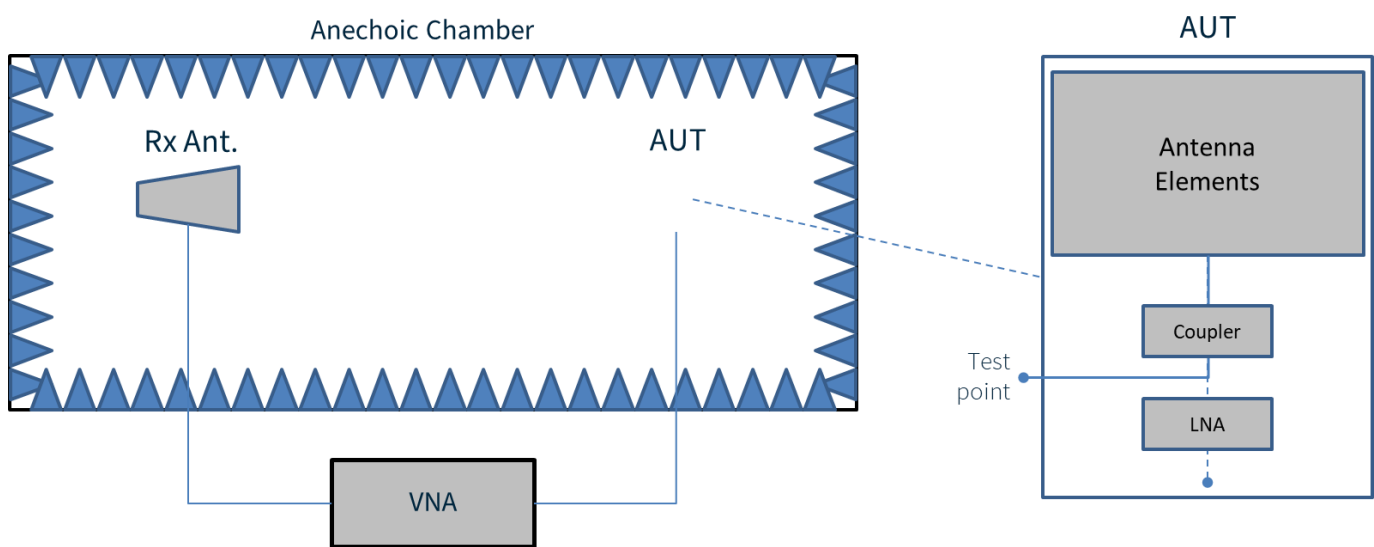 Anechoic Chamber
AUT
Rx Ant.
AUT
Antenna
Elements
Coupler
Test
point
LNA
VNA